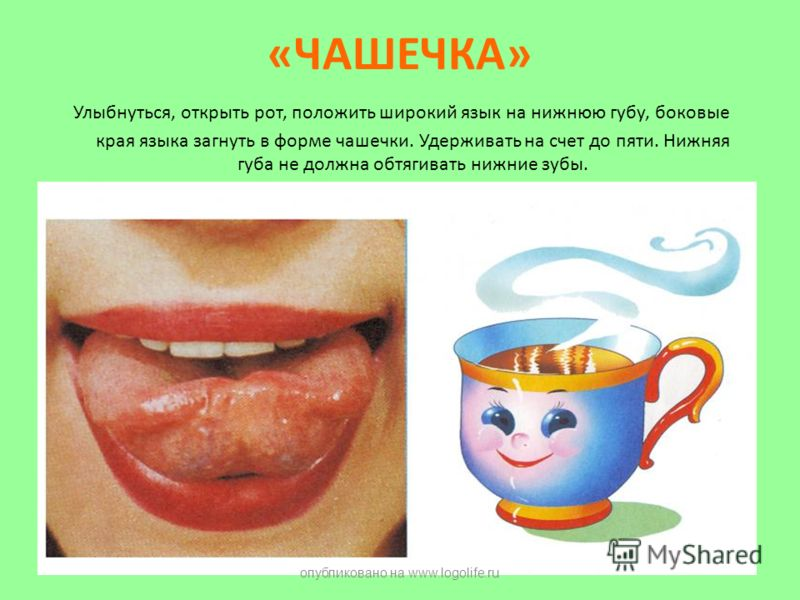 «ЧАШЕЧКА»
Улыбнуться, открыть рот, положить широкий язык на нижнюю губу, боковые
края языка загнуть в форме чашечки. Удерживать на счет до пяти. Нижняя
губа не должна обтягивать нижние зубы.
MyShared
опубликовано на www.logolife.ru